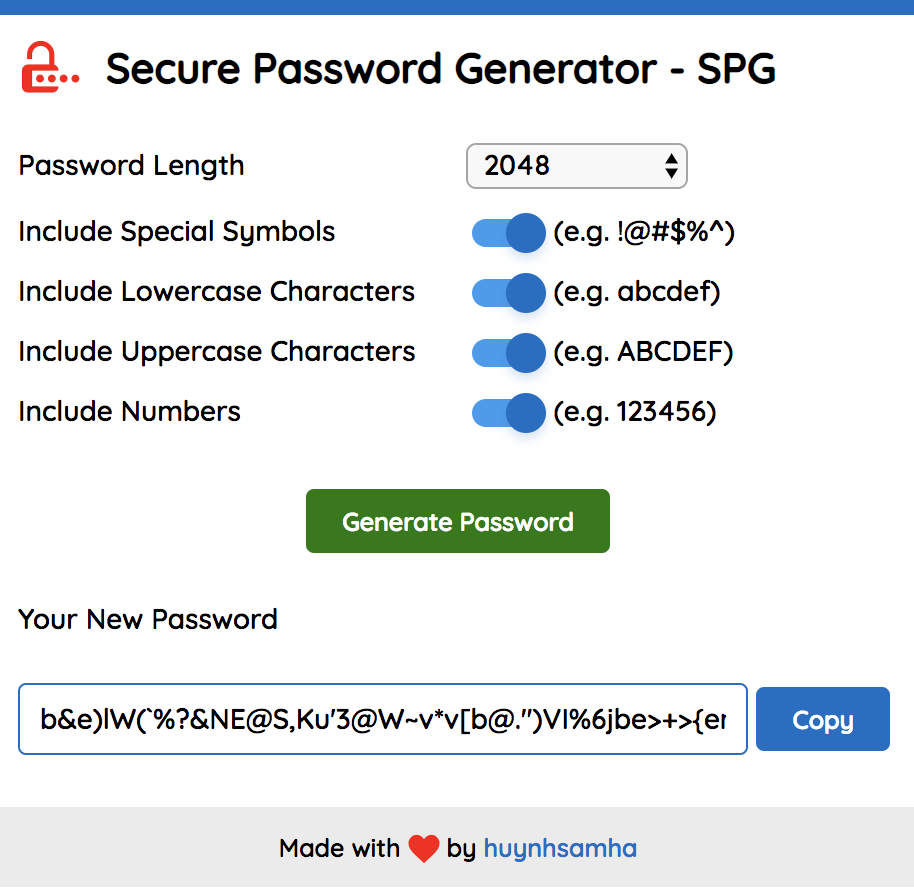 Secure Password Generator - SPG
Password Length 2048
Include Special Symbols (e.g. !@#$%^)
Include Lowercase Characters (e.g. abcdef)
Include Uppercase Characters (e.g. ABCDEF)
Include Numbers (e.g. 123456)
Generate Password
Your New Password
b&e)lW(`%?&NE@S,Ku'3@W~v*v[b@.")VI%6jbe>+>{er Copy
Made with ❤ by huynhsamha